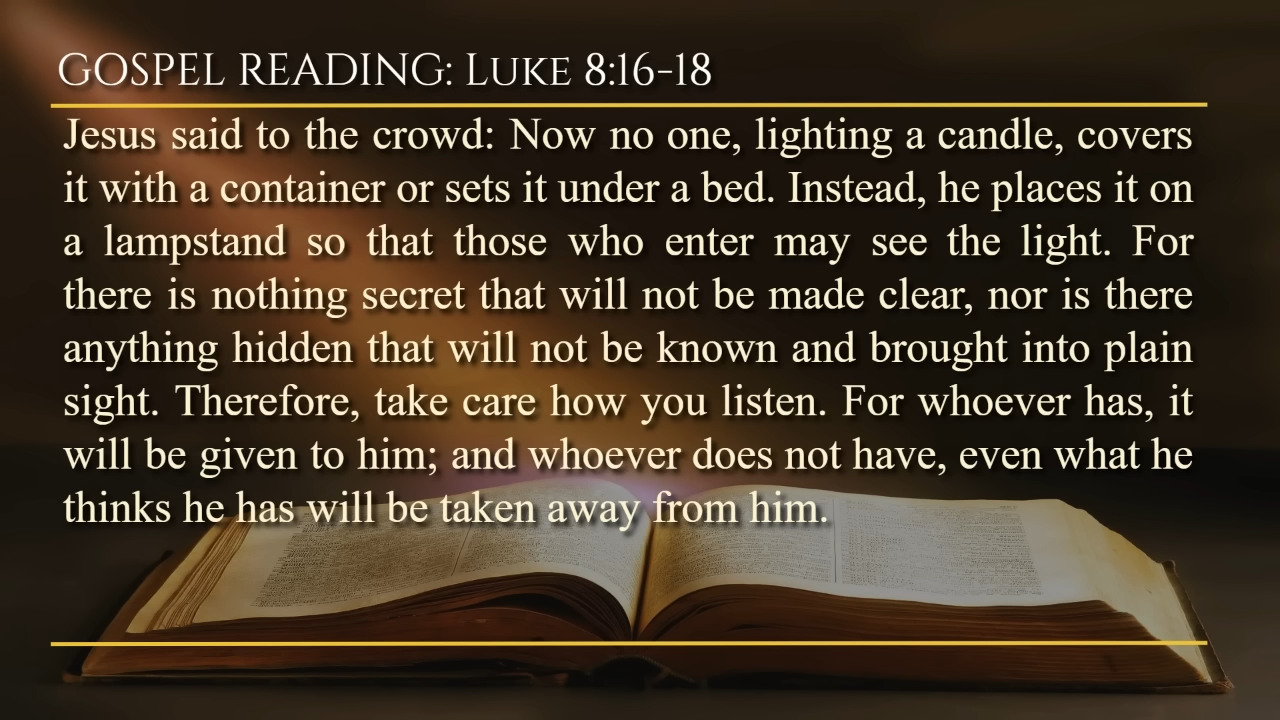 GOSPEL READING: LUKE 8:16-18
Jesus said to the crowd: Now no one, lighting a candle, covers
it with a container or sets it under a bed. Instead, he places it on
a lampstand so that those who enter may see the light. For
there is nothing secret that will not be made clear, nor is there
anything hidden that will not be known and brought into plain
sight. Therefore, take care how you listen. For whoever has, it
will be given to him; and whoever does not have, even what he
thinks he has will be taken away from him.